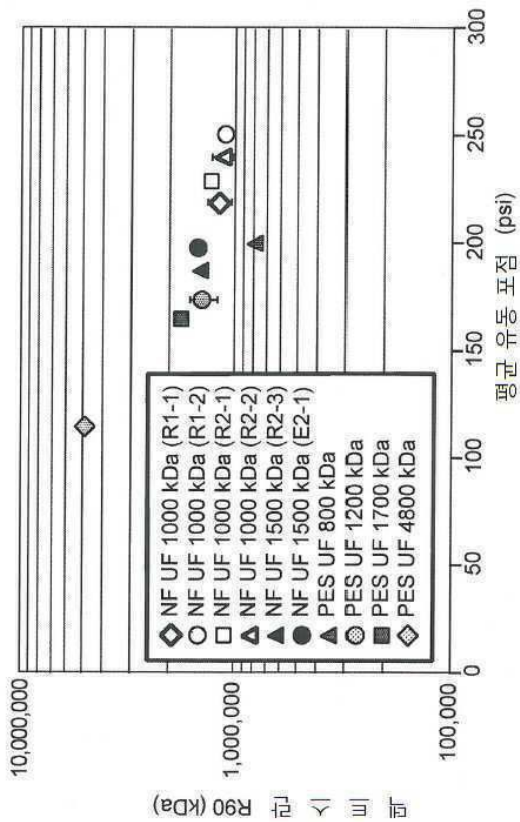 10,000,000
1,000,000
100,000
덱트스란 R90 (kDa)
NF UF 1000 kDa (R1-1)
NF UF 1000 kDa (R1-2)
NF UF 1000 kDa (R2-1)
NF UF 1000 kDa (R2-2)
NF UF 1500 kDa (R2-3)
NF UF 1500 kDa (E2-1)
PES UF 800 kDa
PES UF 1200 kDa
PES UF 1700 kDa
PES UF 4800 kDa
0 50 100 150 200 250 300
평균 유동 포점 (psi)